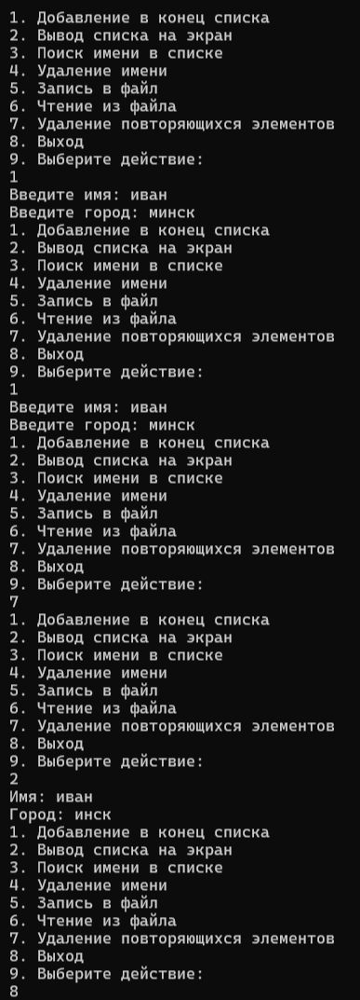 1. Добавление в конец списка
2. Вывод списка на экран
3. Поиск имени в списке
4. Удаление имени
5. Запись в файл
6. Чтение из файла
7. Удаление повторяющихся элементов
8. Выход
9. Выберите действие:
1
Введите имя: иван
Введите город: минск
1. Добавление в конец списка
2. Вывод списка на экран
3. Поиск имени в списке
4. Удаление имени
5. Запись в файл
6. Чтение из файла
7. Удаление повторяющихся элементов
8. Выход
9. Выберите действие:
1
Введите имя: иван
Введите город: минск
1. Добавление в конец списка
2. Вывод списка на экран
3. Поиск имени в списке
4. Удаление имени
5. Запись в файл
6. Чтение из файла
7. Удаление повторяющихся элементов
8. Выход
9. Выберите действие:
7
1. Добавление в конец списка
2. Вывод списка на экран
3. Поиск имени в списке
4. Удаление имени
5. Запись в файл
6. Чтение из файла
7. Удаление повторяющихся элементов
8. Выход
9. Выберите действие:
2
Имя: иван
Город: инск
1. Добавление в конец списка
2. Вывод списка на экран
3. Поиск имени в списке
4. Удаление имени
5. Запись в файл
6. Чтение из файла
7. Удаление повторяющихся элементов
8. Выход
9. Выберите действие:
8